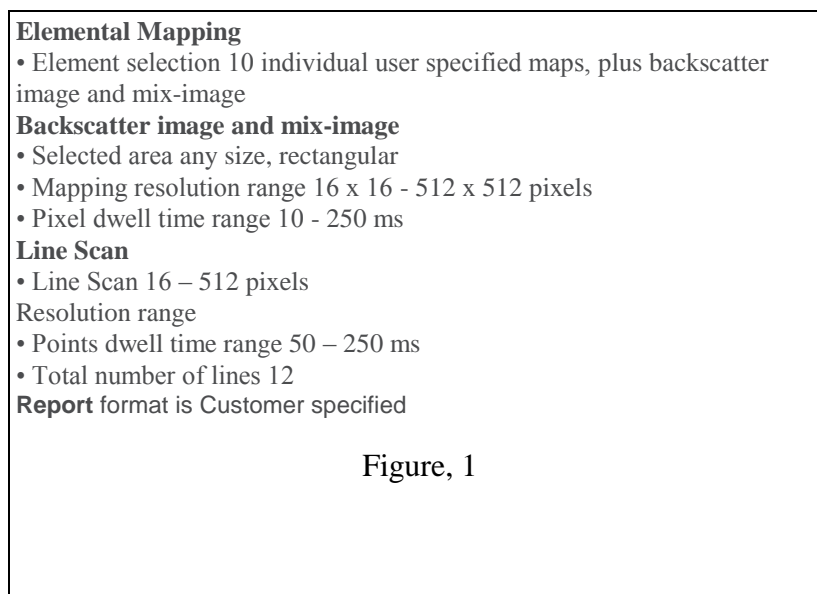 Elemental Mapping
• Element selection 10 individual user specified maps, plus backscatter
image and mix-image
Backscatter image and mix-image
• Selected area any size, rectangular
• Mapping resolution range 16 x 16 - 512 x 512 pixels
• Pixel dwell time range 10 - 250 ms
Line Scan
• Line Scan 16 – 512 pixels
Resolution range
• Points dwell time range 50 – 250 ms
• Total number of lines 12
Report format is Customer specified
Figure, 1